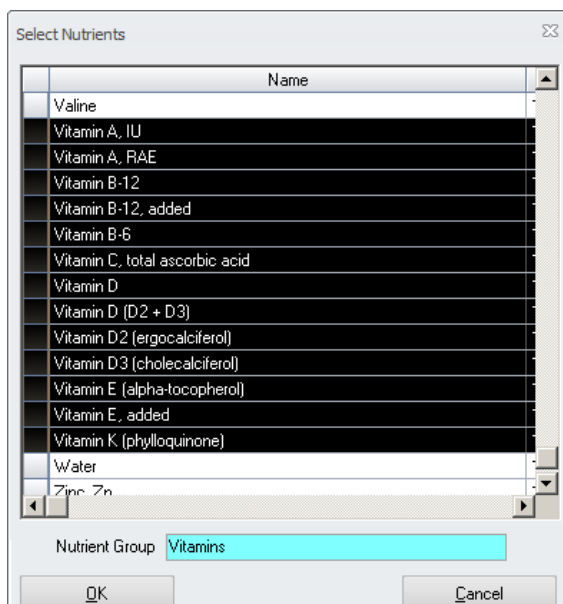 Select Nutrients
Name
Valine
Vitamin A, IU
Vitamin A, RAE
Vitamin B-12
Vitamin B-12, added
Vitamin B-6
Vitamin C, total ascorbic acid
Vitamin D
Vitamin D (D2 + D3)
Vitamin D2 (ergocalciferol)
Vitamin D3 (cholecalciferol)
Vitamin E (alpha-tocopherol)
Vitamin E, added
Vitamin K (phylloquinone)
Water
Zinc, Zn
Nutrient Group Vitamins
OK Cancel